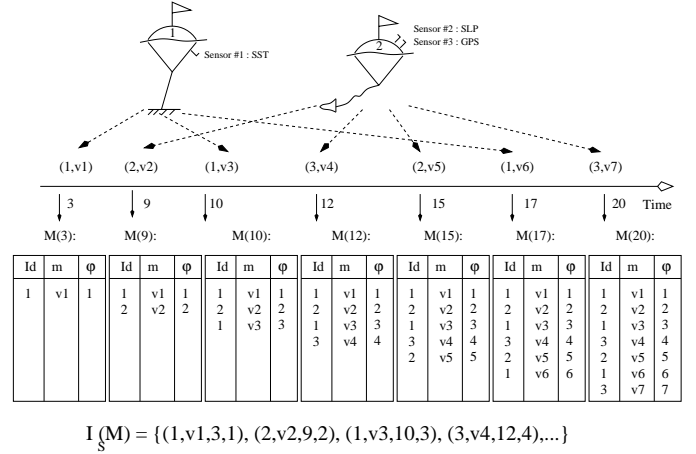 1
Sensor #1 : SST
2
Sensor #2 : SLP
Sensor #3 : GPS
(1,v1) (2,v2) (1,v3) (3,v4) (2,v5) (1,v6) (3,v7)
3 9 10 12 15 17 20 Time
M(3): M(9): M(10): M(12): M(15): M(17): M(20):
Id m φ Id m φ Id m φ Id m φ Id m φ Id m φ Id m φ
1 v1 1 1 v1 1 1 v1 1 1 v1 1 1 v1 1 1 v1 1 1 v1 1
2 v2 2 2 v2 2 2 v2 2 2 v2 2 2 v2 2 2 v2 2
1 v3 3 1 v3 3 1 v3 3 1 v3 3 1 v3 3
3 v4 4 3 v4 4 3 v4 4 3 v4 4
2 v5 5 2 v5 5 2 v5 5
1 v6 6 1 v6 6
3 v7 7
I s (M) = {(1,v1,3,1), (2,v2,9,2), (1,v3,10,3), (3,v4,12,4),...}